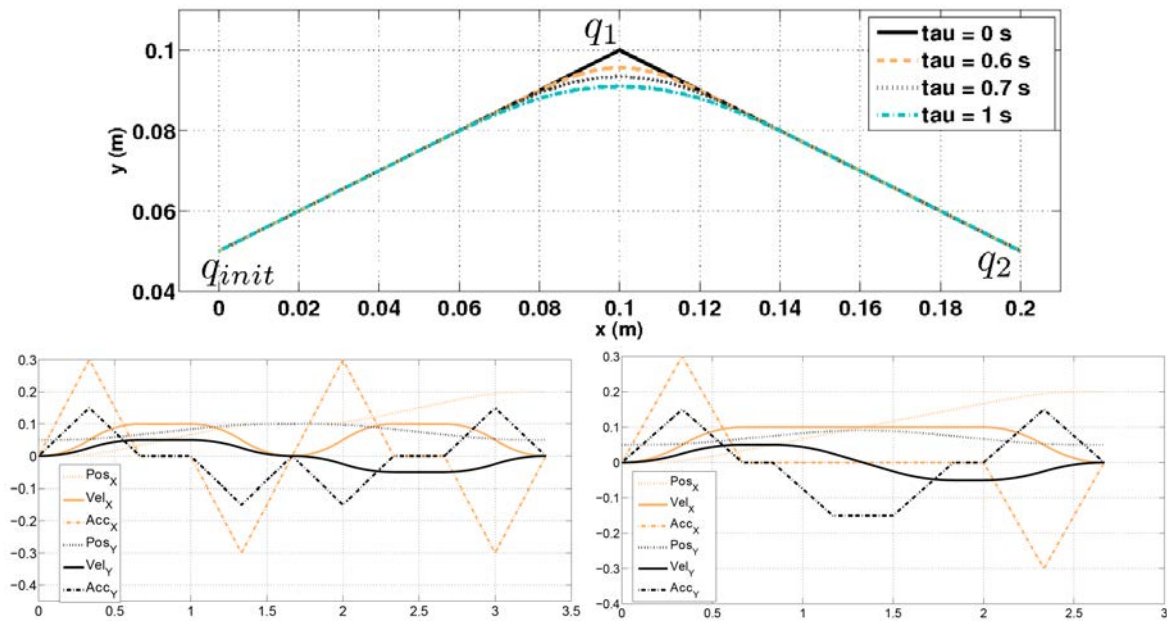 q1
0.1
0.08
0.06
0.04
y (m)
tau = 0 s
tau = 0.6 s
tau = 0.7 s
tau = 1 s
qinit
q2
0 0.02 0.04 0.06 0.08 0.1 0.12 0.14 0.16 0.18 0.2
x (m)
0.3
0.2
0.1
0
−0.1
−0.2
−0.3
−0.4
PosX
VelX
AccX
PosY
VelY
AccY
0 0.5 1 1.5 2 2.5 3 3.5
0.3
0.2
0.1
0
−0.1
−0.2
−0.3
−0.4
PosX
VelX
AccX
PosY
VelY
AccY
0 0.5 1 1.5 2 2.5 3